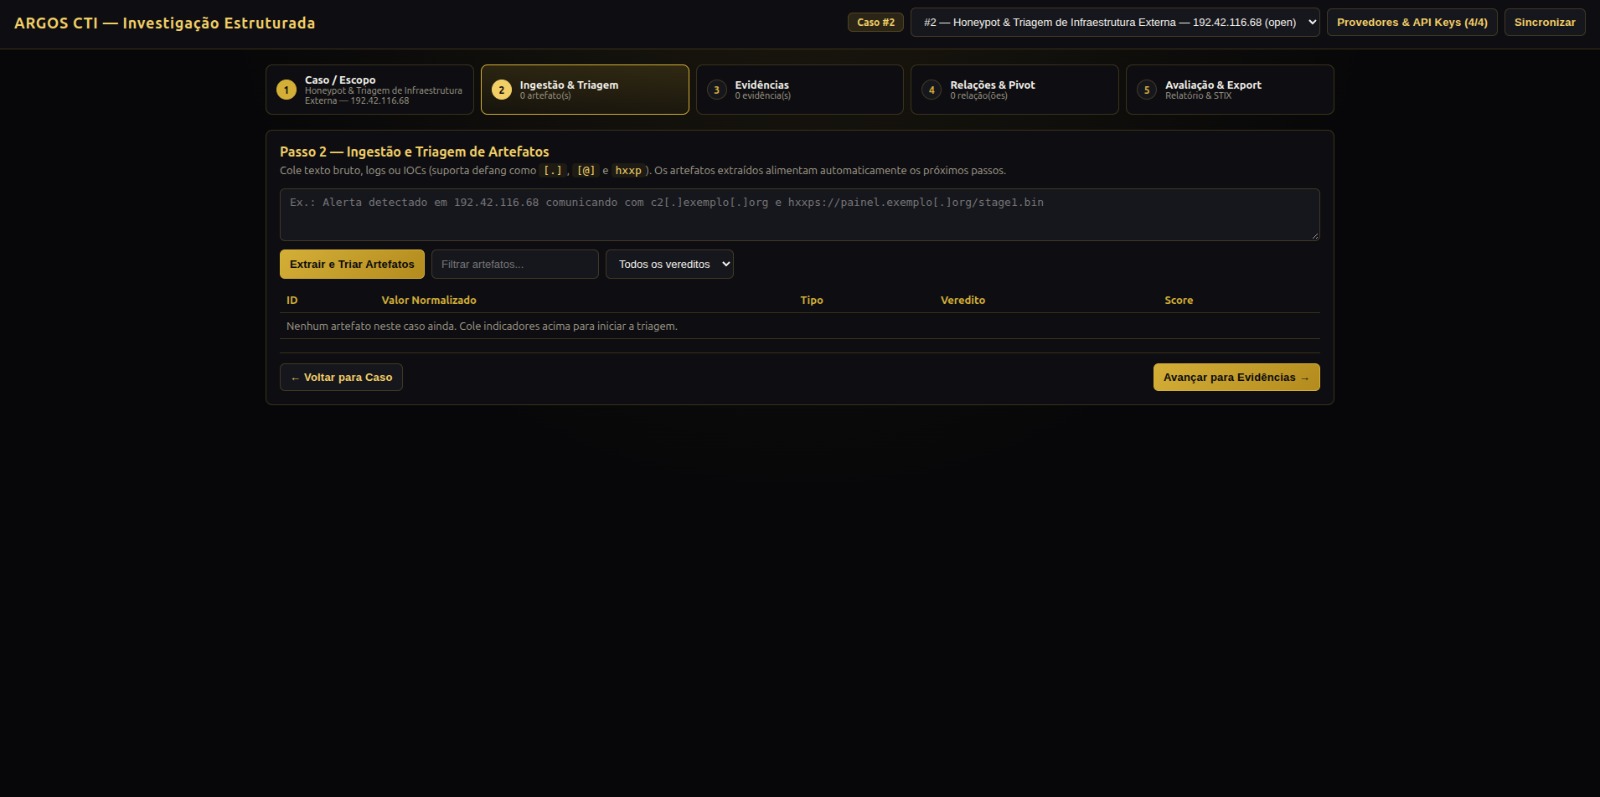 ARGOS CTI — Investigação Estruturada
Caso #2
#2 — Honeypot & Triagem de Infraestrutura Externa — 192.42.116.68 (open)
Provedores & API Keys (4/4)
Sincronizar
1
Caso / Escopo
Honeypot & Triagem de Infraestrutura
Externa — 192.42.116.68
2
Ingestão & Triagem
0 artefato(s)
3
Evidências
0 evidência(s)
4
Relações & Pivot
0 relação(ões)
5
Avaliação & Export
Relatório & STIX
Passo 2 — Ingestão e Triagem de Artefatos
Cole texto bruto, logs ou IOCs (suporta defang como [.], [@] e hxxp). Os artefatos extraídos alimentam automaticamente os próximos passos.
Ex.: Alerta detectado em 192.42.116.68 comunicando com c2[.]exemplo[.]org e hxxps://painel.exemplo[.]org/stage1.bin
Extrair e Triar Artefatos
Filtrar artefatos...
Todos os vereditos
ID Valor Normalizado Tipo Veredito Score
Nenhum artefato neste caso ainda. Cole indicadores acima para iniciar a triagem.
← Voltar para Caso
Avançar para Evidências →